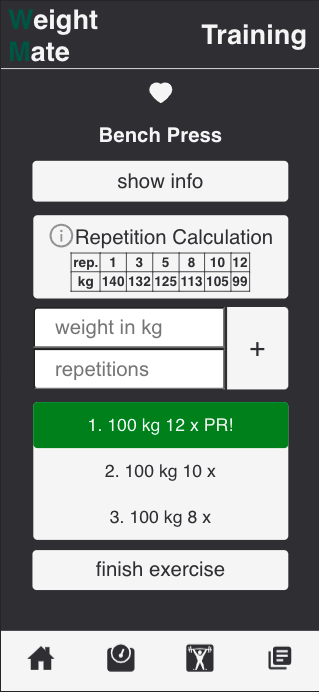 Weight
Mate
Training
Bench Press
show info
Repetition Calculation
rep. 1 3 5 8 10 12
kg 140 132 125 113 105 99
weight in kg
+
repetitions
1. 100 kg 12 x PR!
2. 100 kg 10 x
3. 100 kg 8 x
finish exercise